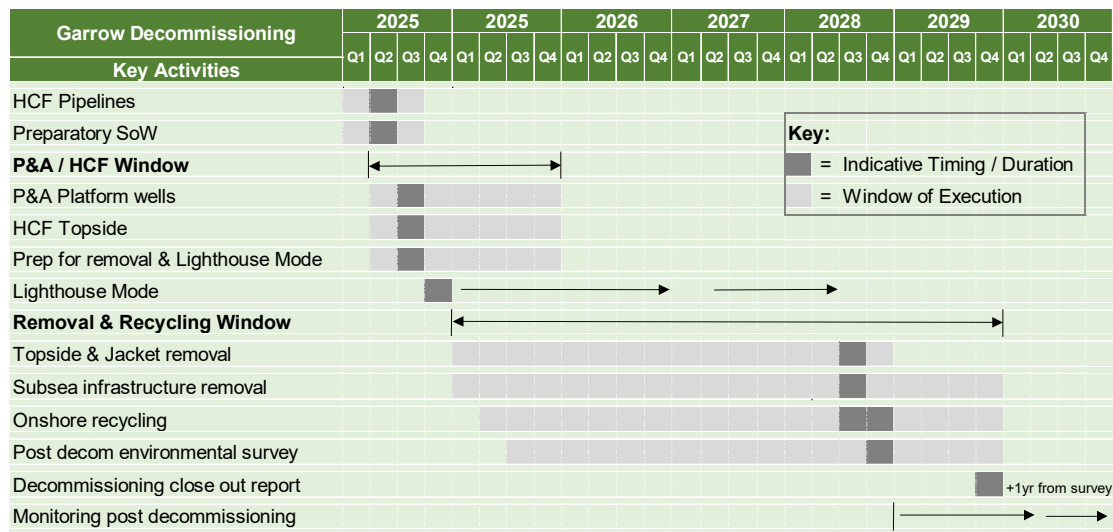 Garrow Decommissioning 2025 2025 2026 2027 2028 2029 2030
Key Activities Q1 Q2 Q3 Q4 Q1 Q2 Q3 Q4 Q1 Q2 Q3 Q4 Q1 Q2 Q3 Q4 Q1 Q2 Q3 Q4 Q1 Q2 Q3 Q4 Q1 Q2 Q3 Q4
HCF Pipelines
Preparatory SoW
Key:
P&A / HCF Window
= Indicative Timing / Duration
P&A Platform wells
= Window of Execution
HCF Topside
Prep for removal & Lighthouse Mode
Lighthouse Mode
Removal & Recycling Window
Topside & Jacket removal
Subsea infrastructure removal
Onshore recycling
Post decom environmental survey
Decommissioning close out report +1yr from survey
Monitoring post decommissioning